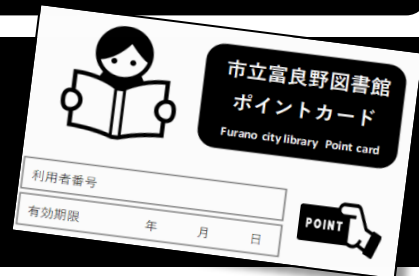 市立富良野図書館
ポイントカード
Furano city library Point card
利用者番号
有効期限 年 月 日
POINT